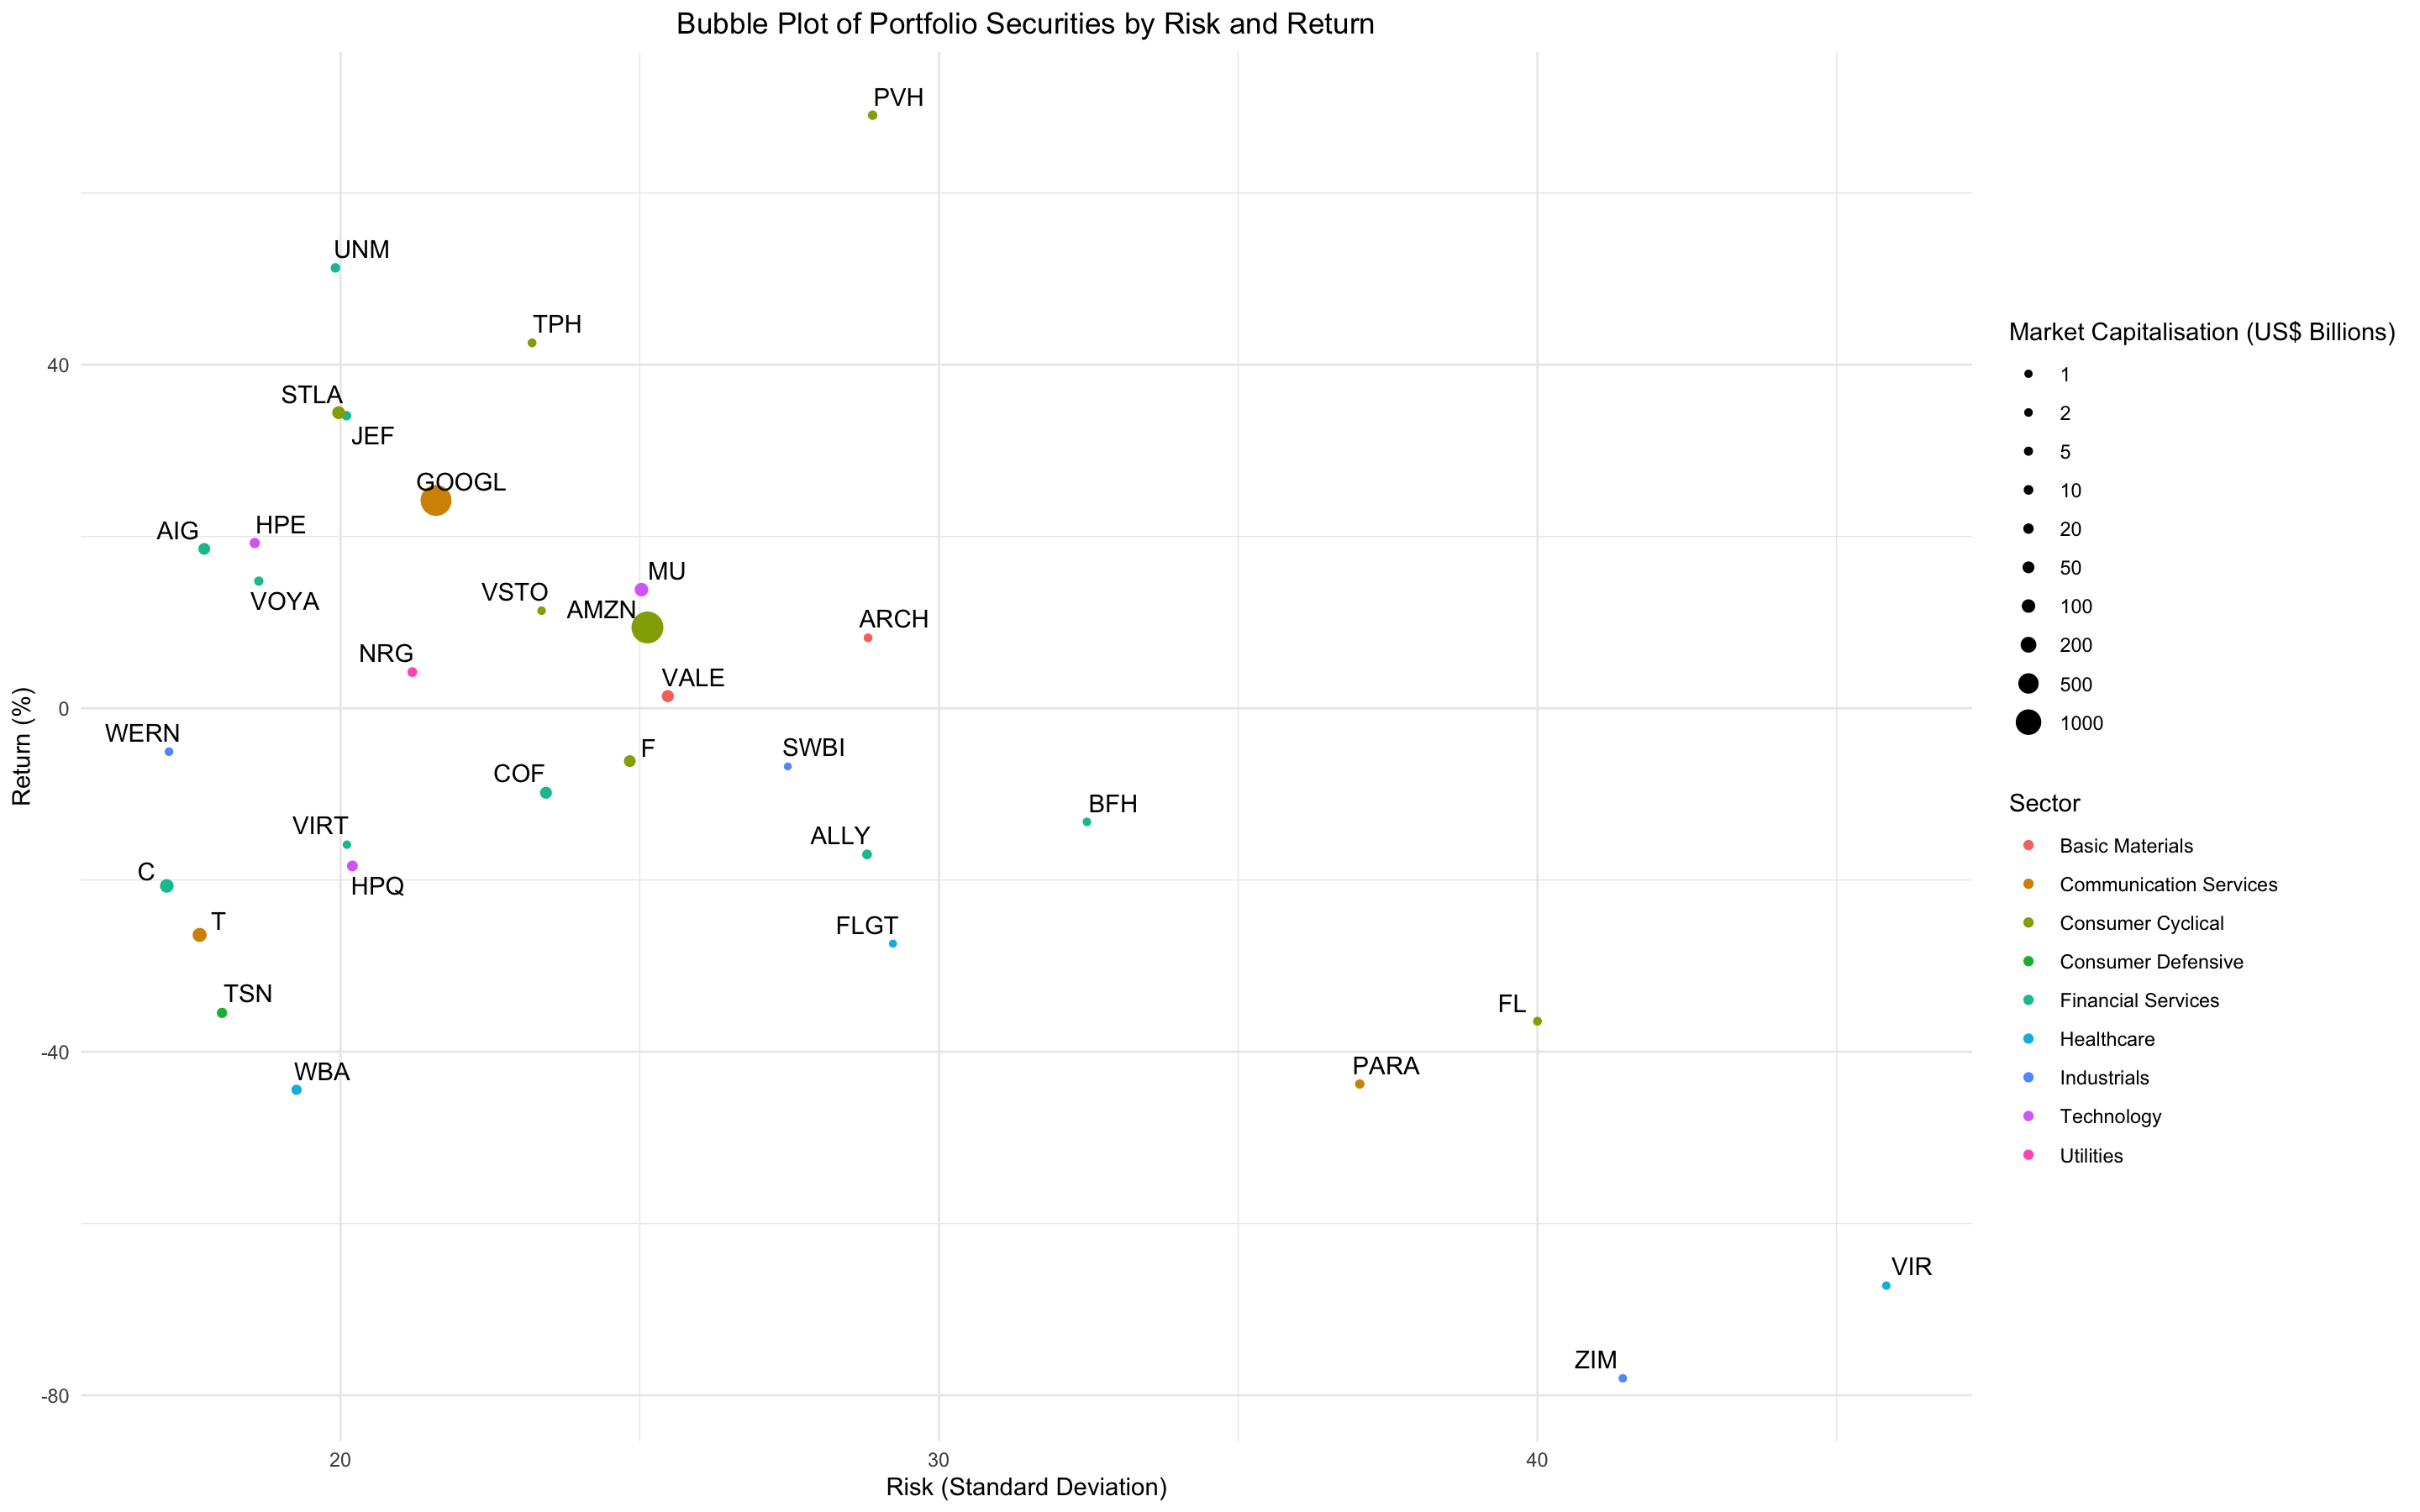 Bubble Plot of Portfolio Securities by Risk and Return
PVH
UNM
TPH
40
STLA
JEF
GOOGL
AIG
HPE
VOYA
MU
VSTO
AMZN
ARCH
NRG
VALE
0
Return (%)
WERN
F
SWBI
COF
BFH
VIRT
ALLY
C
HPQ
T
FLGT
TSN
FL
-40
WBA
PARA
VIR
ZIM
-80
20
30
40
Risk (Standard Deviation)
Market Capitalisation (US$ Billions)
1
2
5
10
20
50
100
200
500
1000
Sector
Basic Materials
Communication Services
Consumer Cyclical
Consumer Defensive
Financial Services
Healthcare
Industrials
Technology
Utilities